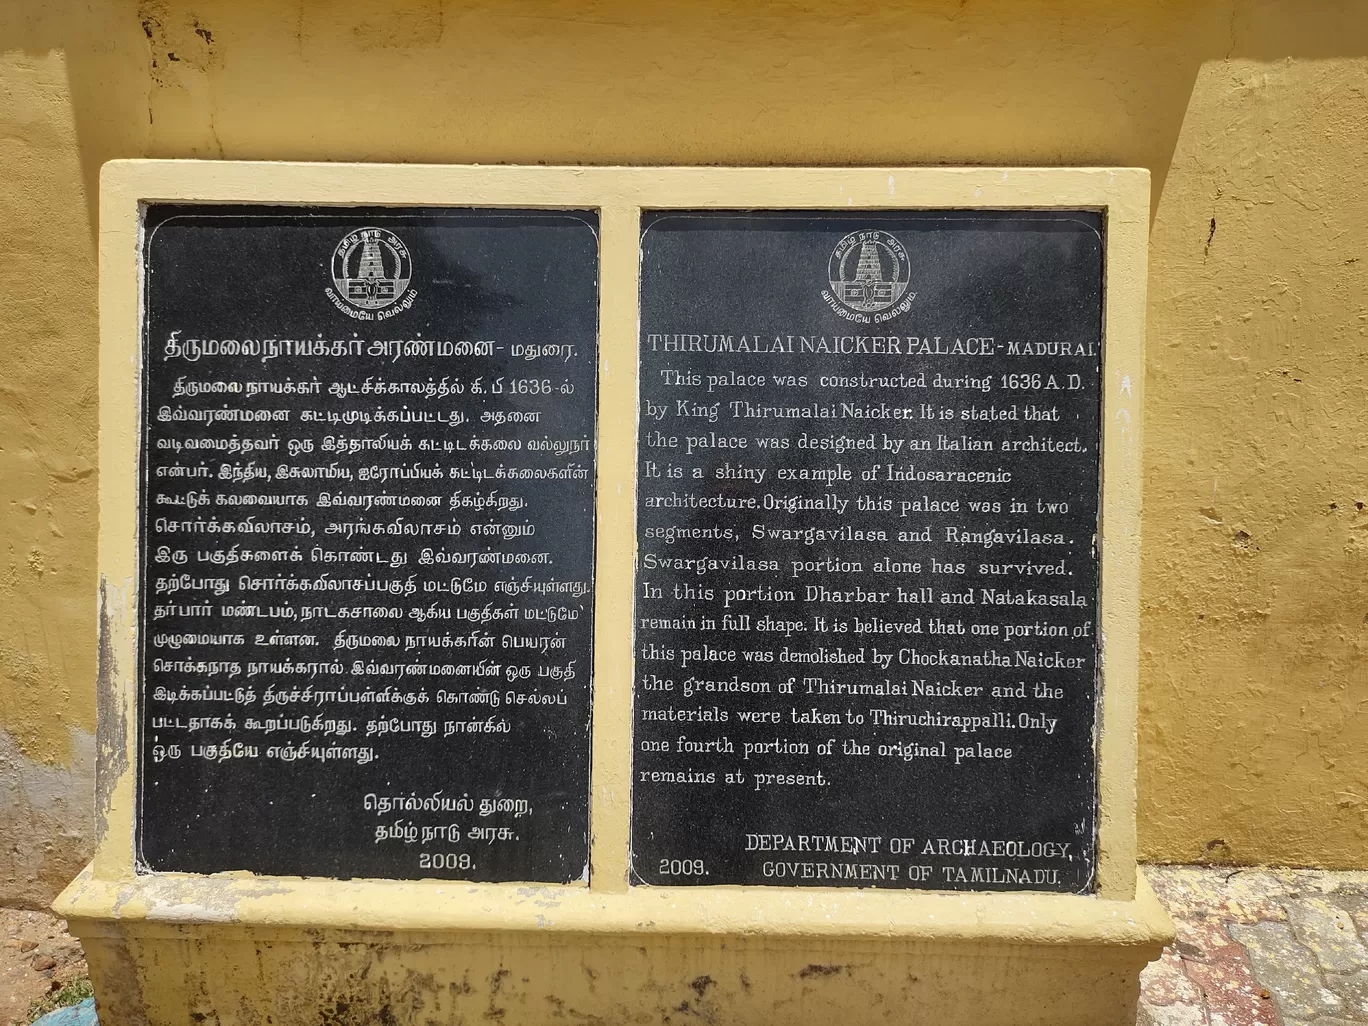 தமிழ் நாடு அரசு
வாய்மையே வெல்லும்
திருமலை நாயக்கர் அரண்மனை - மதுரை.
திருமலை நாயக்கர் ஆட்சிக்காலத்தில் கி. பி 1636 -ல்
இவ்வரண்மனை கட்டிமுடிக்கப்பட்டது. அதனை
வடிவமைத்தவர் ஒரு இத்தாலியக் கட்டிடக்கலை வல்லுநர்
என்பர். இந்திய, இசுலாமிய, ஐரோப்பியக் கட்டிடக்கலைகளின்
கூட்டுக் கலவையாக இவ்வரண்மனை திகழ்கிறது.
சொர்க்கவிலாசம், அரங்கவிலாசம் என்னும்
இரு பகுதிகளைக் கொண்டது இவ்வரண்மனை.
தற்போது சொர்க்கவிலாசப்பகுதி மட்டுமே எஞ்சியுள்ளது.
தர்பார் மண்டபம், நாடகசாலை ஆகிய பகுதிகள் மட்டுமே
முழுமையாக உள்ளன. திருமலை நாயக்கரின் பெயரன்
சொக்கநாத நாயக்கரால் இவ்வரண்மனையின் ஒரு பகுதி
இடிக்கப்பட்டுத் திருச்சிராப்பள்ளிக்குக் கொண்டு செல்லப்
பட்டதாகக் கூறப்படுகிறது. தற்போது நான்கில்
ஒரு பகுதியே எஞ்சியுள்ளது.
தொல்லியல் துறை,
தமிழ் நாடு அரசு.
2009.
தமிழ் நாடு அரசு
வாய்மையே வெல்லும்
THIRUMALAI NAICKER PALACE - MADURAI.
This palace was constructed during 1636 A.D.
by King Thirumalai Naicker. It is stated that
the palace was designed by an Italian architect.
It is a shiny example of Indosaracenic
architecture. Originally this palace was in two
segments, Swargavilasa and Rangavilasa.
Swargavilasa portion alone has survived.
In this portion Dharbar hall and Natakasala
remain in full shape. It is believed that one portion of
this palace was demolished by Chockanatha Naicker
the grandson of Thirumalai Naicker and the
materials were taken to Thiruchirappalli. Only
one fourth portion of the original palace
remains at present.
DEPARTMENT OF ARCHAEOLOGY,
2009. GOVERNMENT OF TAMILNADU.